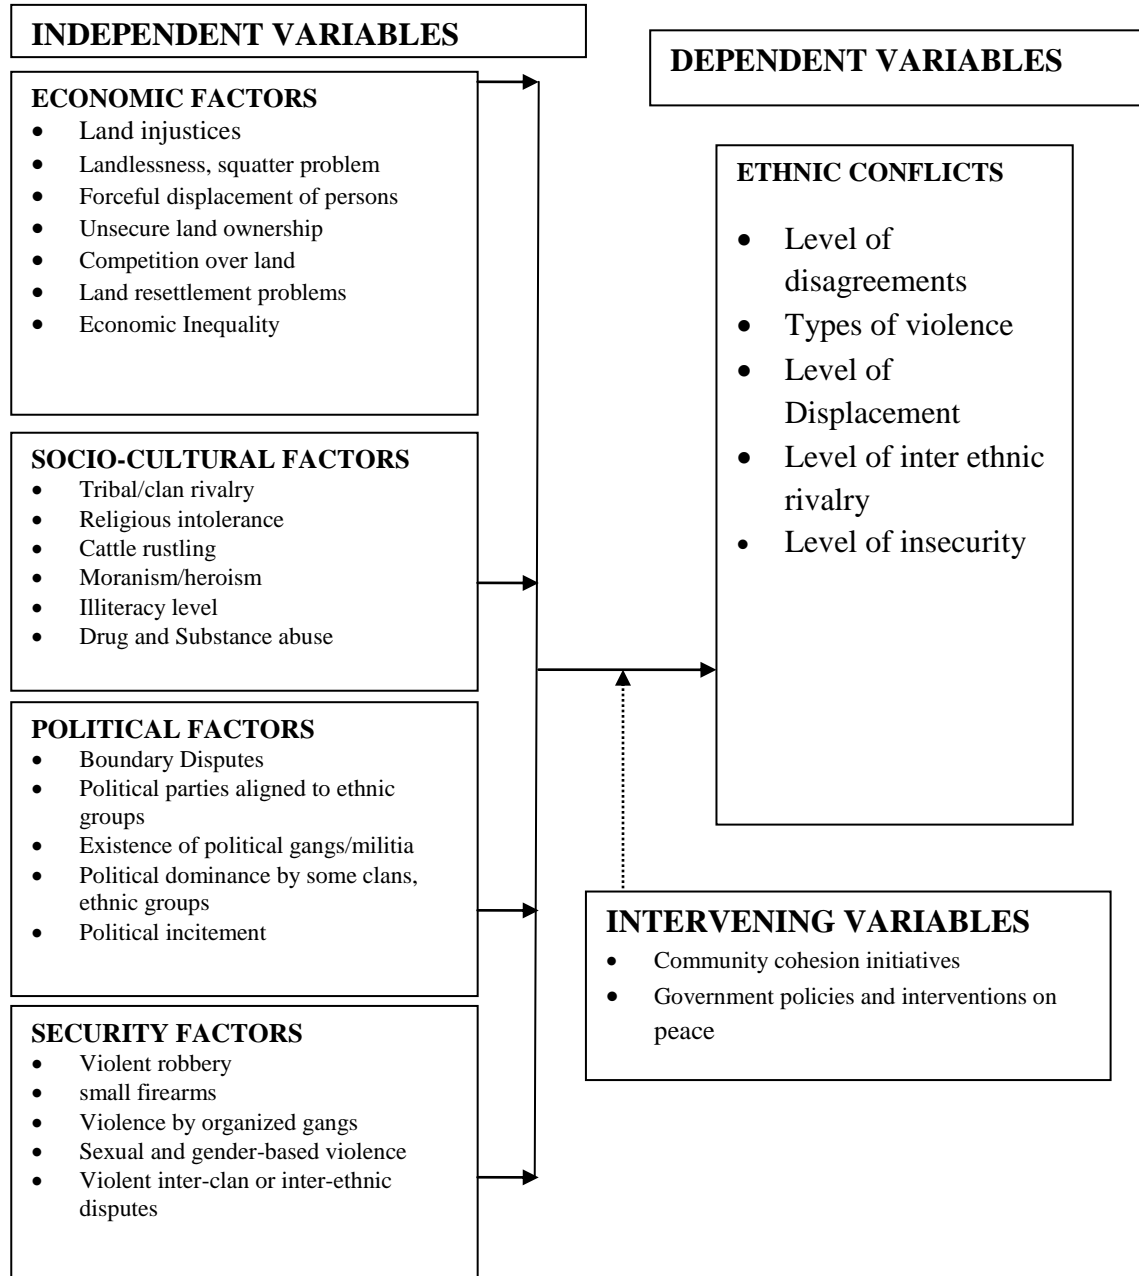 INDEPENDENT VARIABLES
ECONOMIC FACTORS
• Land injustices
• Landlessness, squatter problem
• Forceful displacement of persons
• Unsecure land ownership
• Competition over land
• Land resettlement problems
• Economic Inequality
SOCIO-CULTURAL FACTORS
• Tribal/clan rivalry
• Religious intolerance
• Cattle rustling
• Moranism/heroism
• Illiteracy level
• Drug and Substance abuse
POLITICAL FACTORS
• Boundary Disputes
• Political parties aligned to ethnic
groups
• Existence of political gangs/militia
• Political dominance by some clans,
ethnic groups
• Political incitement
SECURITY FACTORS
• Violent robbery
• small firearms
• Violence by organized gangs
• Sexual and gender-based violence
• Violent inter-clan or inter-ethnic
disputes
DEPENDENT VARIABLES
ETHNIC CONFLICTS
• Level of
disagreements
• Types of violence
• Level of
Displacement
• Level of inter ethnic
rivalry
• Level of insecurity
INTERVENING VARIABLES
• Community cohesion initiatives
• Government policies and interventions on
peace